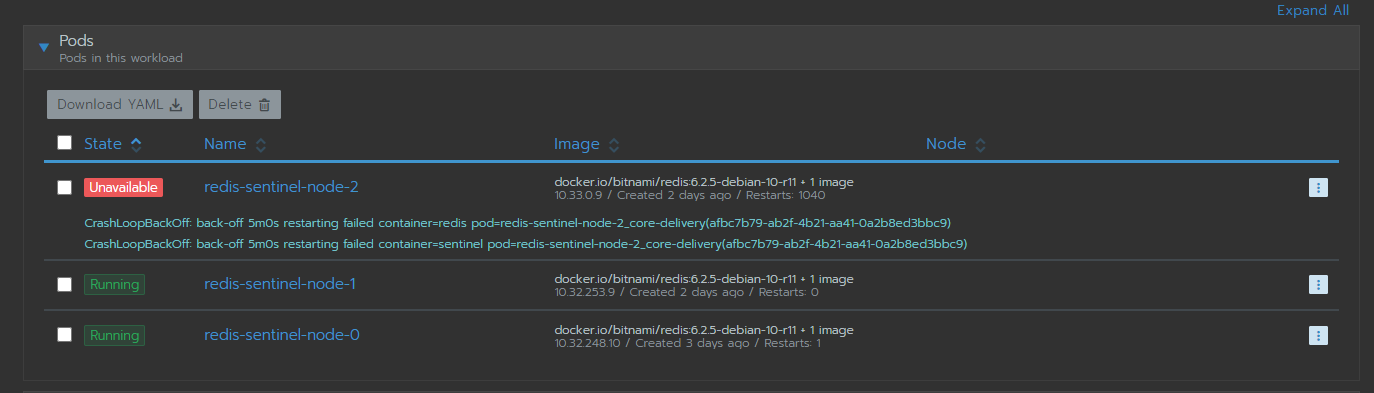 Expand All
Pods
Pods in this workload
Download YAML Delete
State Name Image Node
Unavailable redis-sentinel-node-2 docker.io/bitnami/redis:6.2.5-debian-10-r11 + 1 image
10.33.0.9 / Created 2 days ago / Restarts: 1040
CrashLoopBackOff: back-off 5m0s restarting failed container=redis pod=redis-sentinel-node-2_core-delivery(afbc7b79-ab2f-4b21-aa41-0a2b8ed3bbc9)
CrashLoopBackOff: back-off 5m0s restarting failed container=sentinel pod=redis-sentinel-node-2_core-delivery(afbc7b79-ab2f-4b21-aa41-0a2b8ed3bbc9)
Running redis-sentinel-node-1 docker.io/bitnami/redis:6.2.5-debian-10-r11 + 1 image
10.32.253.9 / Created 2 days ago / Restarts: 0
Running redis-sentinel-node-0 docker.io/bitnami/redis:6.2.5-debian-10-r11 + 1 image
10.32.248.10 / Created 3 days ago / Restarts: 1